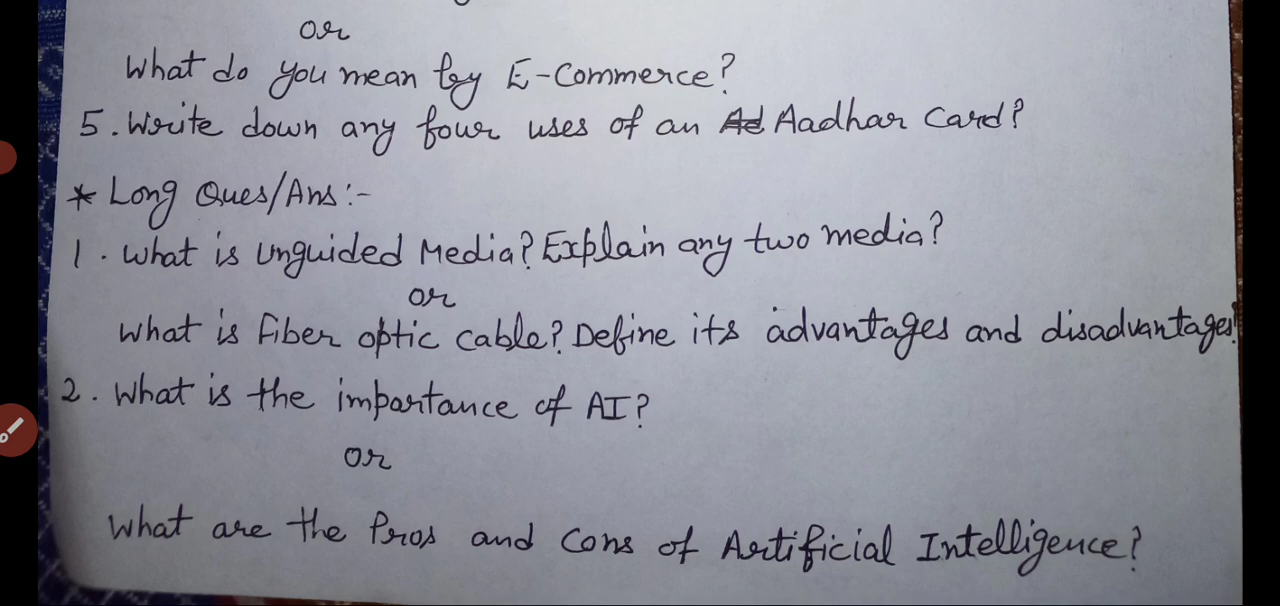 or
What do you mean by E-Commerce?
5. Write down any four uses of an Ad Aadhar Card?
* Long Ques/Ans:-
1. What is Unguided Media? Explain any two media?
or
What is Fiber optic cable? Define its advantages and disadvantages?
2. What is the importance of AI?
or
What are the Pros and Cons of Artificial Intelligence?